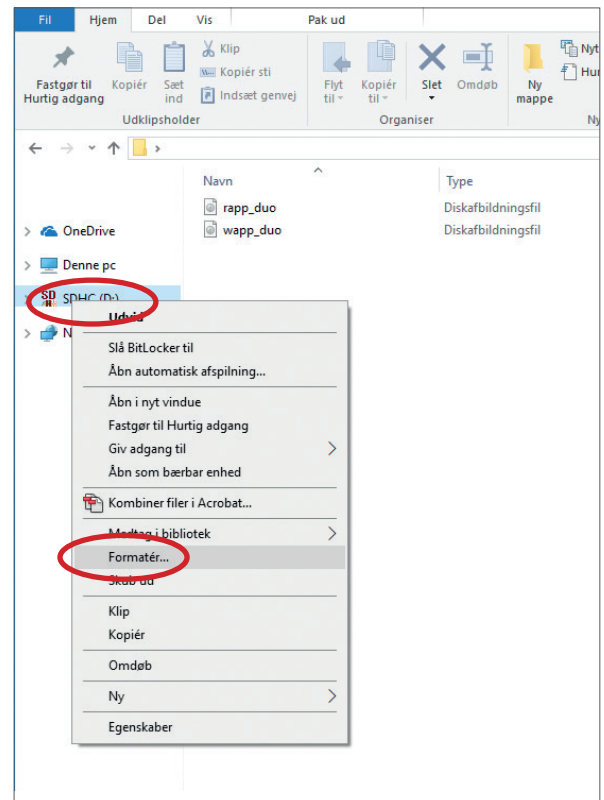 Fil Hjem Del Vis Pak ud
Klip
Kopiér sti
Indsæt genvej
Fastgør til
Hurtig adgang
Kopiér
Sæt
ind
Flyt
til
Kopiér
til
Slet
Omdøb
Ny
mappe
Udklipsholder
Organiser
Navn Type
rapp_duo Diskafbildningsfil
wapp_duo Diskafbildningsfil
OneDrive
Denne pc
SDHC (D:)
Udvid
Slå BitLocker til
Åbn automatisk afspilning...
Åbn i nyt vindue
Fastgør til Hurtig adgang
Giv adgang til
Åbn som bærbar enhed
Kombiner filer i Acrobat...
Medtag i bibliotek
Formatér...
Skub ud
Klip
Kopiér
Omdøb
Ny
Egenskaber